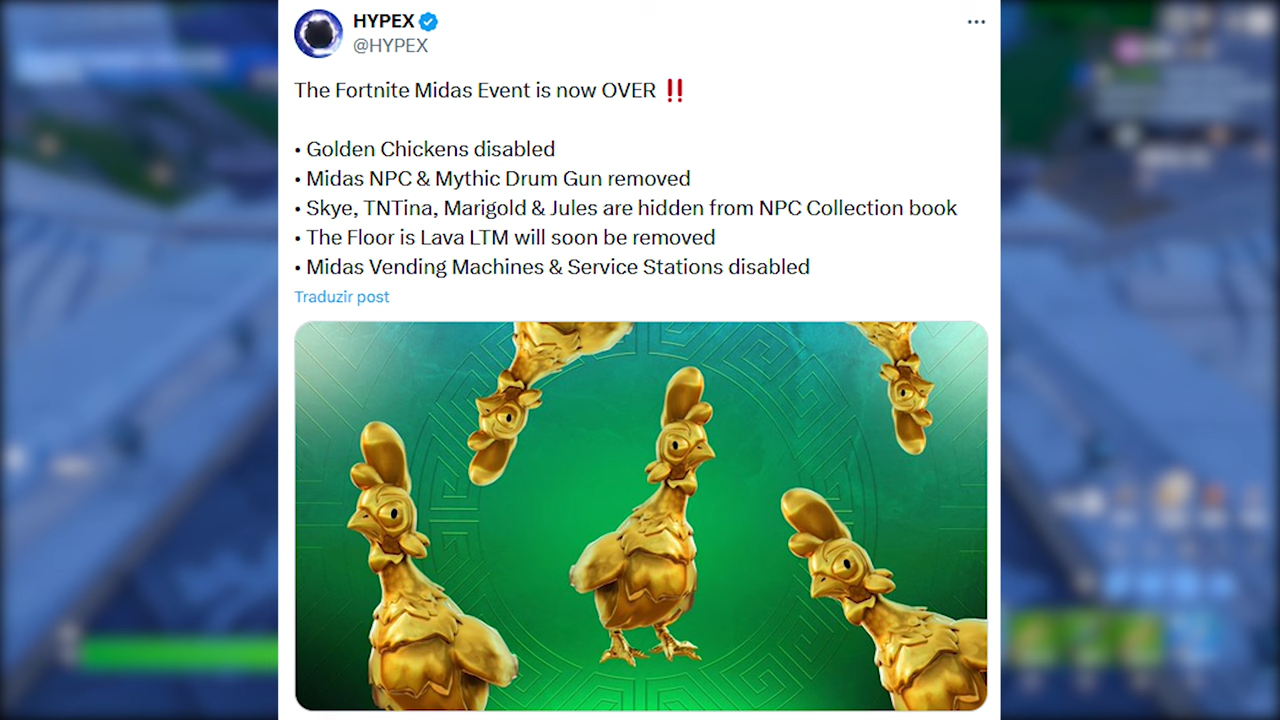 HYPEX
@HYPEX
The Fortnite Midas Event is now OVER ‼️
• Golden Chickens disabled
• Midas NPC & Mythic Drum Gun removed
• Skye, TNTina, Marigold & Jules are hidden from NPC Collection book
• The Floor is Lava LTM will soon be removed
• Midas Vending Machines & Service Stations disabled
Traduzir post